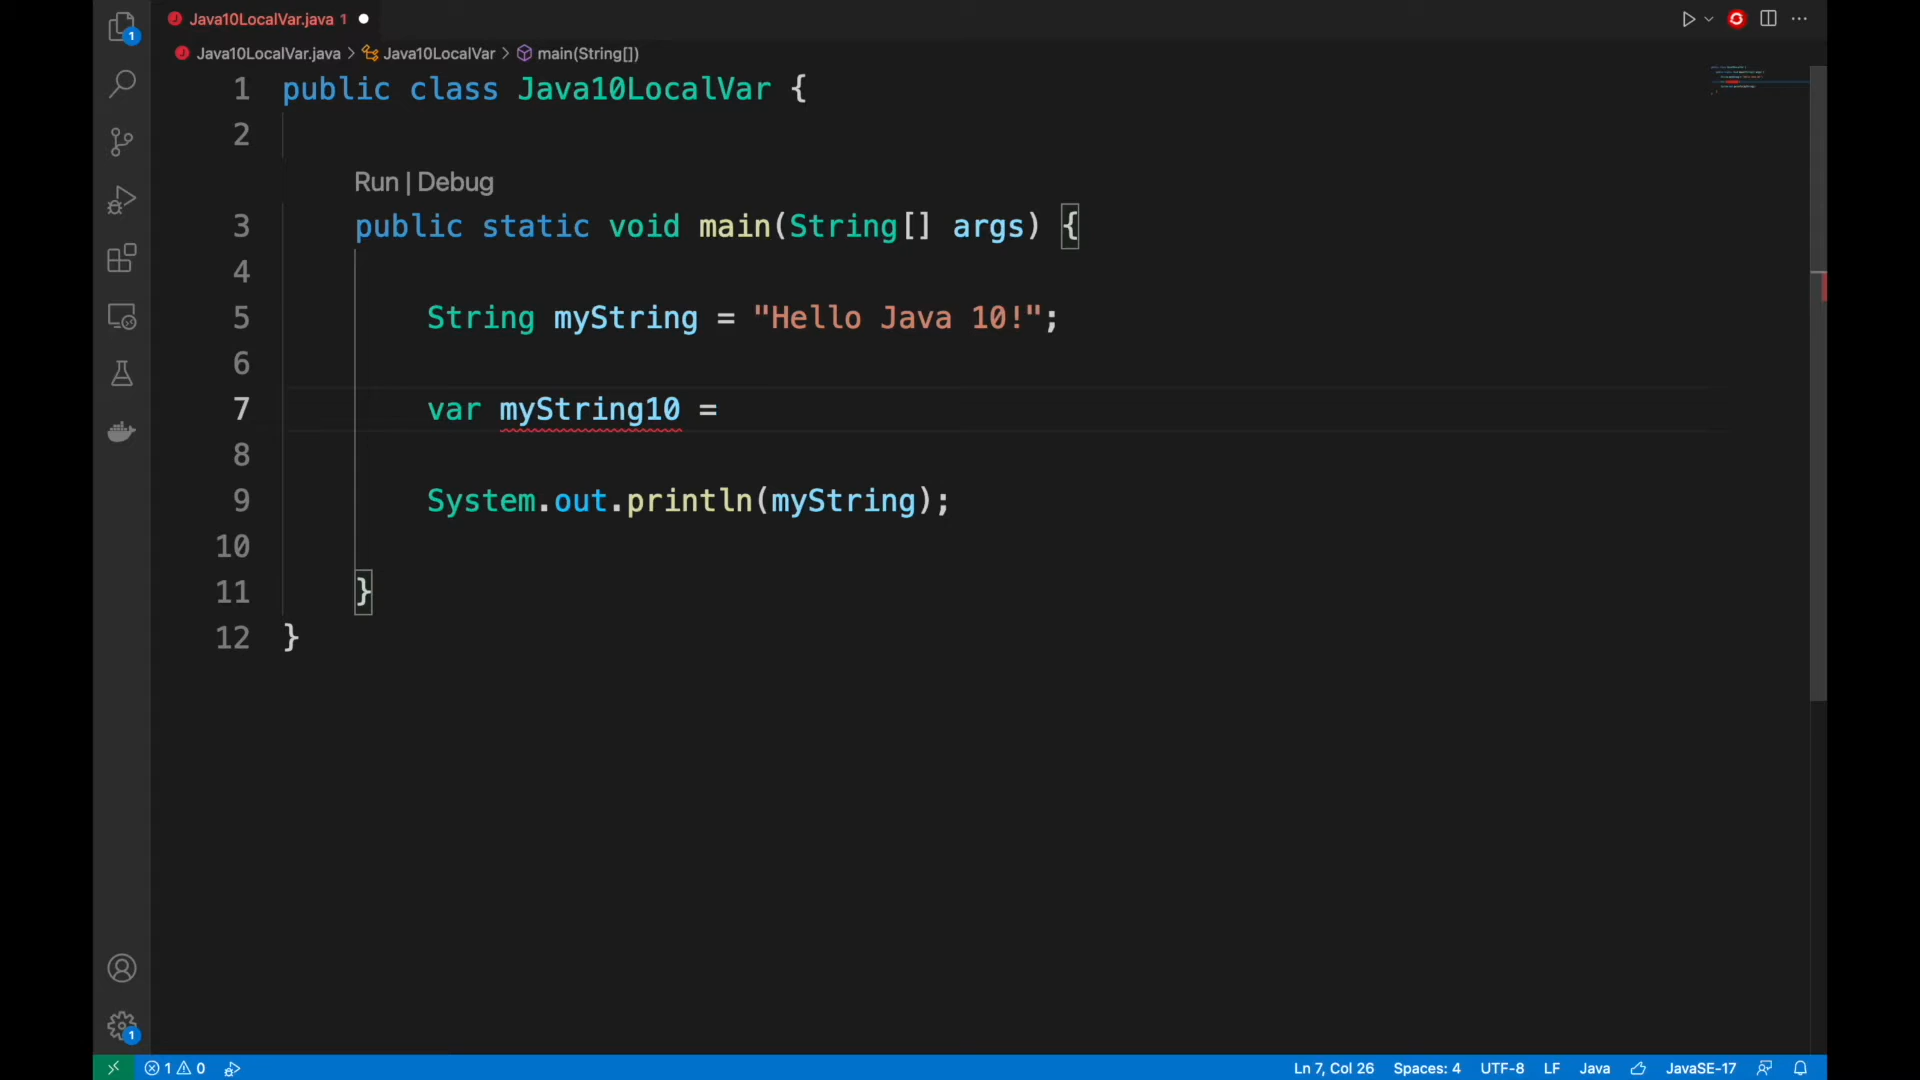 Java10LocalVar.java 1
Java10LocalVar.java > Java10LocalVar > main(String[])
1 public class Java10LocalVar {
2
Run | Debug
3 public static void main(String[] args) {
4
5 String myString = "Hello Java 10!";
6
7 var myString10 =
8
9 System.out.println(myString);
10
11 }
12 }
1
1
1 0 Ln 7, Col 26 Spaces: 4 UTF-8 LF Java JavaSE-17